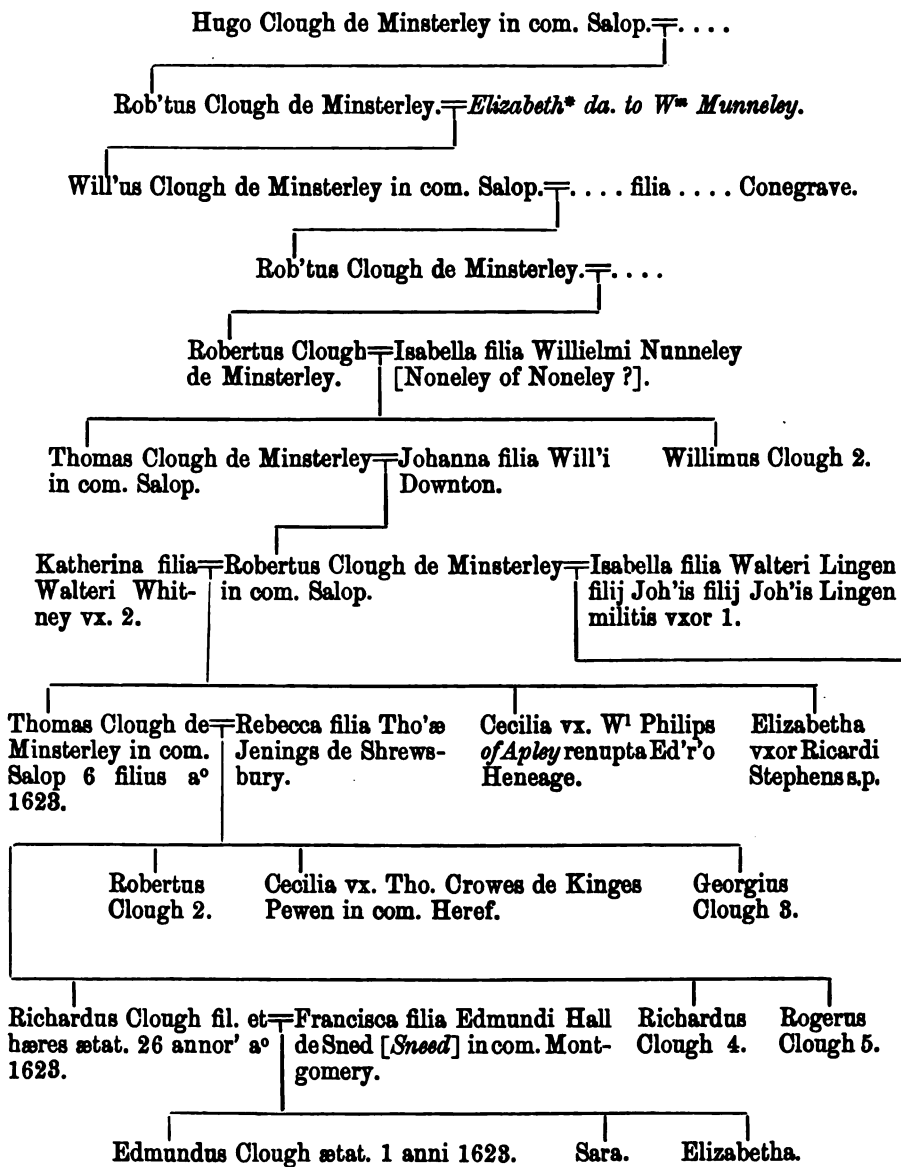 Hugo Clough de Minsterley in com. Salop.=. . . .
Rob'tus Clough de Minsterley.=Elizabeth* da. to Wᵐ Munneley.
Will'us Clough de Minsterley in com. Salop.=. . . . filia . . . . Conegrave.
Rob'tus Clough de Minsterley.=. . . .
Robertus Clough=Isabella filia Willielmi Nunneley
de Minsterley. [Noneley of Noneley ?].
Thomas Clough de Minsterley=Johanna filia Will'i Willimus Clough 2.
in com. Salop. Downton.
Katherina filia=Robertus Clough de Minsterley=Isabella filia Walteri Lingen
Walteri Whit- in com. Salop. filij Joh'is filij Joh'is Lingen
ney vx. 2. militis vxor 1.
Thomas Clough de=Rebecca filia Tho'æ Cecilia vx. W¹ Philips Elizabetha
Minsterley in com. Jenings de Shrews- of Apley renupta Ed'r'o vxor Ricardi
Salop 6 filius aᵒ bury. Heneage. Stephens s.p.
1623.
Robertus Cecilia vx. Tho. Crowes de Kinges Georgius
Clough 2. Pewen in com. Heref. Clough 3.
Richardus Clough fil. et=Francisca filia Edmundi Hall Richardus Rogerus
hæres ætat. 26 annor' aᵒ de Sned [Sneed] in com. Mont- Clough 4. Clough 5.
1623. gomery.
Edmundus Clough ætat. 1 anni 1623. Sara. Elizabetha.